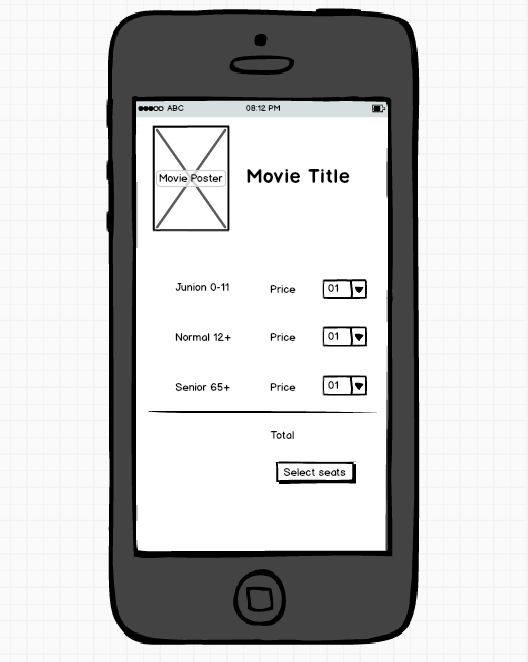 ABC 08:12 PM
Movie Poster
Movie Title
Junion 0-11 Price 01
Normal 12+ Price 01
Senior 65+ Price 01
Total
Select seats